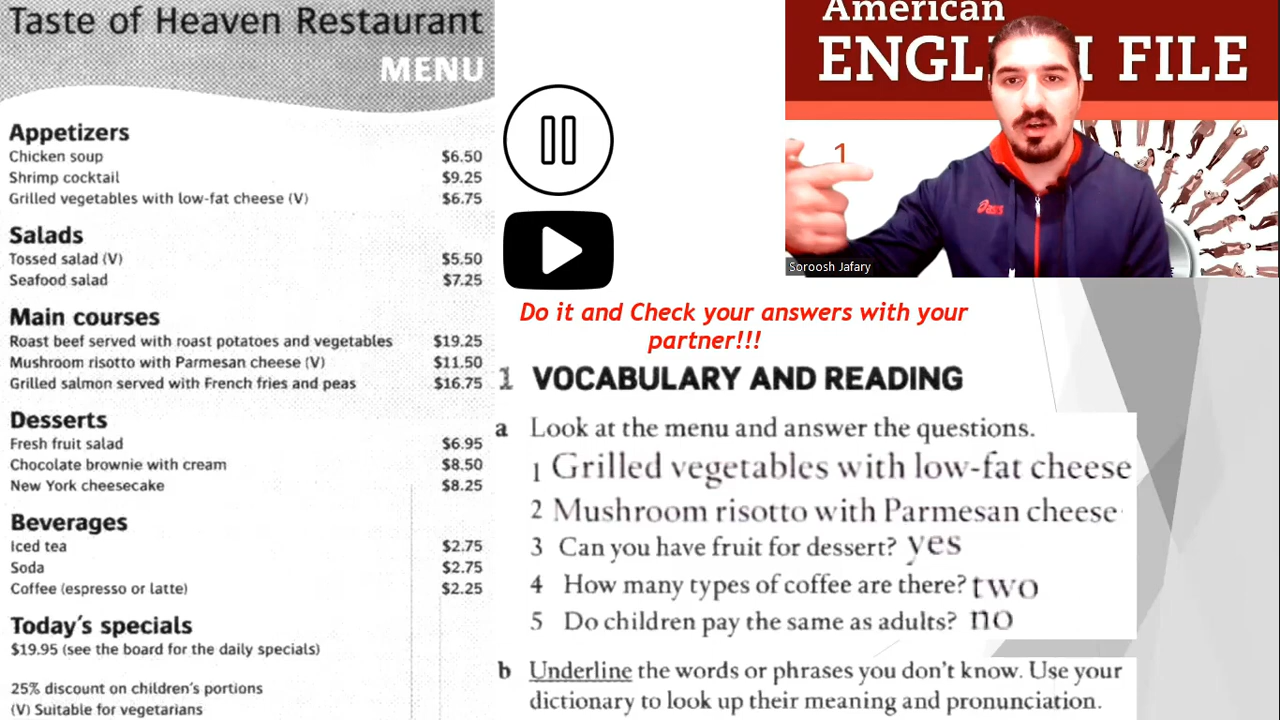 Taste of Heaven Restaurant
MENU
Appetizers
Chicken soup $6.50
Shrimp cocktail $9.25
Grilled vegetables with low-fat cheese (V) $6.75
Salads
Tossed salad (V) $5.50
Seafood salad $7.25
Main courses
Roast beef served with roast potatoes and vegetables $19.25
Mushroom risotto with Parmesan cheese (V) $11.50
Grilled salmon served with French fries and peas $16.75
Desserts
Fresh fruit salad $6.95
Chocolate brownie with cream $8.50
New York cheesecake $8.25
Beverages
Iced tea $2.75
Soda $2.75
Coffee (espresso or latte) $2.25
Today's specials
$19.95 (see the board for the daily specials)
25% discount on children's portions
(V) Suitable for vegetarians
American
ENGL I FILE
1
asics
Soroosh Jafary
Do it and Check your answers with your
partner!!!
1 VOCABULARY AND READING
a Look at the menu and answer the questions.
1 Grilled vegetables with low-fat cheese
2 Mushroom risotto with Parmesan cheese
3 Can you have fruit for dessert? yes
4 How many types of coffee are there? two
5 Do children pay the same as adults? no
b Underline the words or phrases you don't know. Use your
dictionary to look up their meaning and pronunciation.